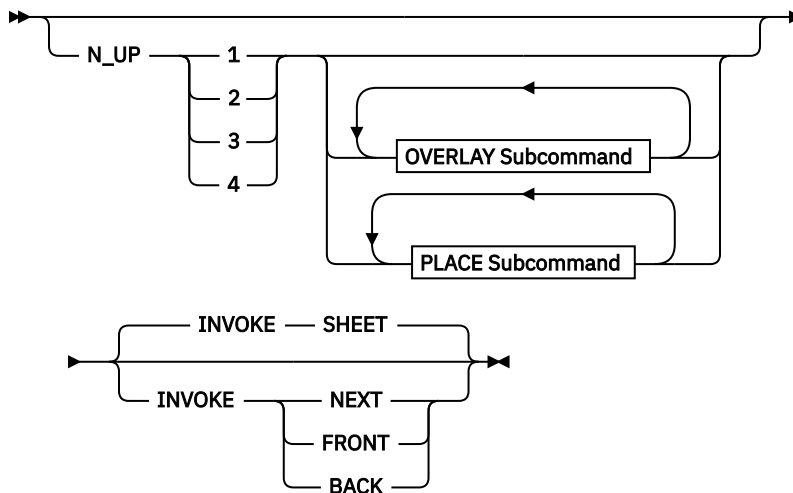 N_UP 1
2
3
4
OVERLAY Subcommand
PLACE Subcommand
INVOKE SHEET
INVOKE NEXT
FRONT
BACK